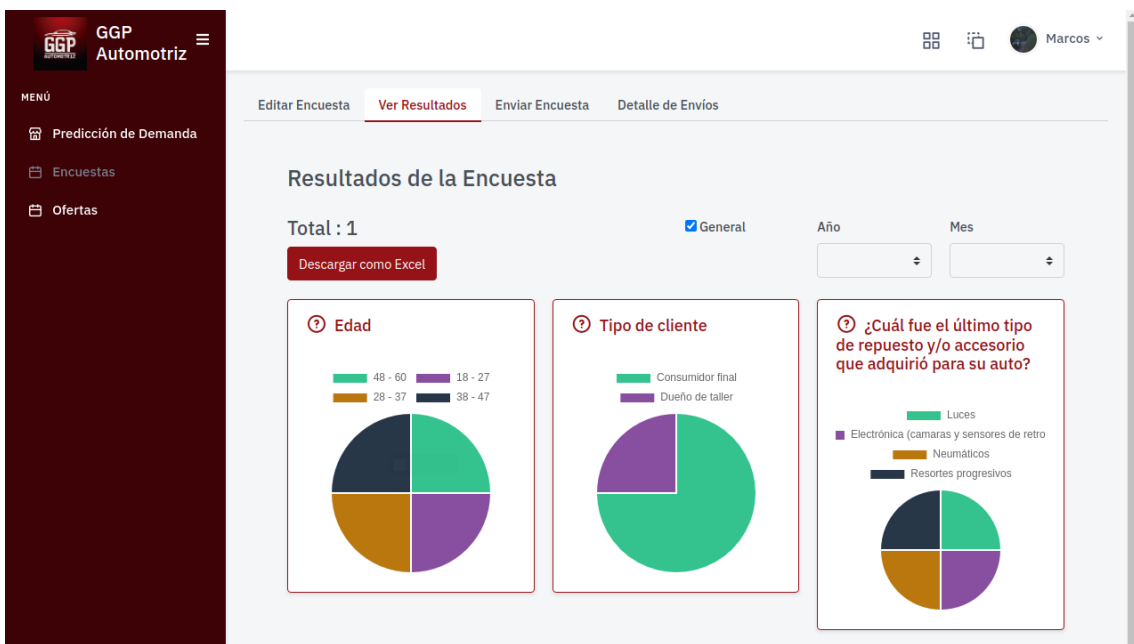 GGP
AUTOMOTRIZ
GGP
Automotriz
Marcos
MENÚ
Predicción de Demanda
Encuestas
Ofertas
Editar Encuesta
Ver Resultados
Enviar Encuesta
Detalle de Envíos
Resultados de la Encuesta
Total : 1
General
Año
Mes
Descargar como Excel
Edad
48 - 60
18 - 27
28 - 37
38 - 47
Tipo de cliente
Consumidor final
Dueño de taller
¿Cuál fue el último tipo
de repuesto y/o accesorio
que adquirió para su auto?
Luces
Electrónica (camaras y sensores de retro
Neumáticos
Resortes progresivos